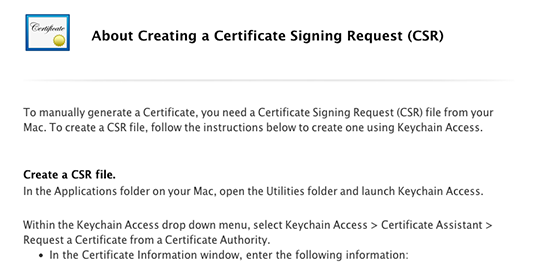 Certificate
About Creating a Certificate Signing Request (CSR)
To manually generate a Certificate, you need a Certificate Signing Request (CSR) file from your
Mac. To create a CSR file, follow the instructions below to create one using Keychain Access.
Create a CSR file.
In the Applications folder on your Mac, open the Utilities folder and launch Keychain Access.
Within the Keychain Access drop down menu, select Keychain Access > Certificate Assistant >
Request a Certificate from a Certificate Authority.
• In the Certificate Information window, enter the following information: